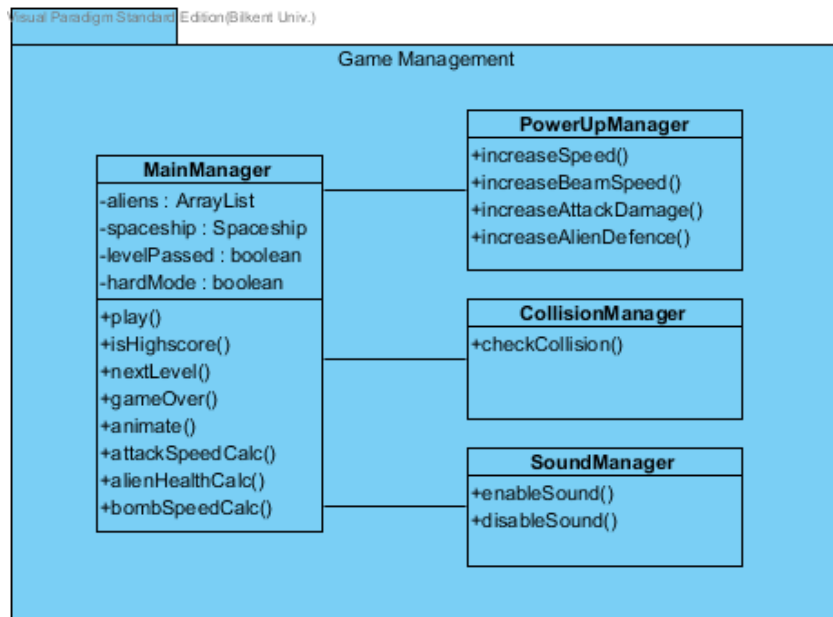 Visual Paradigm Standard Edition(Bilkent Univ.)
Game Management
MainManager
-aliens : ArrayList
-spaceship : Spaceship
-levelPassed : boolean
-hardMode : boolean
+play()
+isHighscore()
+nextLevel()
+gameOver()
+animate()
+attackSpeedCalc()
+alienHealthCalc()
+bombSpeedCalc()
PowerUpManager
+increaseSpeed()
+increaseBeamSpeed()
+increaseAttackDamage()
+increaseAlienDefence()
CollisionManager
+checkCollision()
SoundManager
+enableSound()
+disableSound()